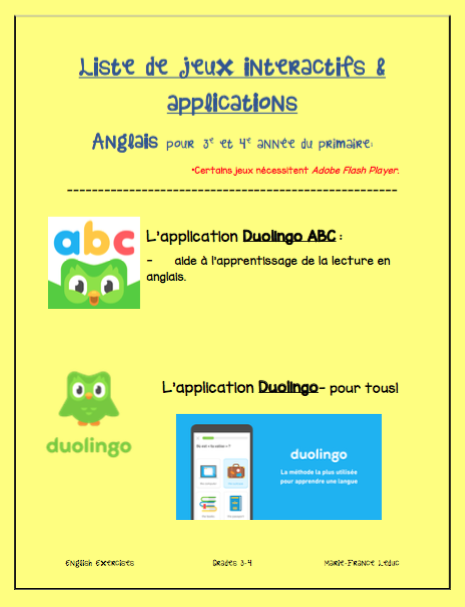 Liste de jeux interactifs &
applications
Anglais pour 3e et 4e année du primaire:
*Certains jeux nécessitent Adobe Flash Player.
abc
L'application Duolingo ABC :
- aide à l'apprentissage de la lecture en
anglais.
L'application Duolingo- pour tous!
duolingo
duolingo
La méthode la plus utilisée
pour apprendre une langue
English Exercises Grades 3-4 Marie-France Leduc